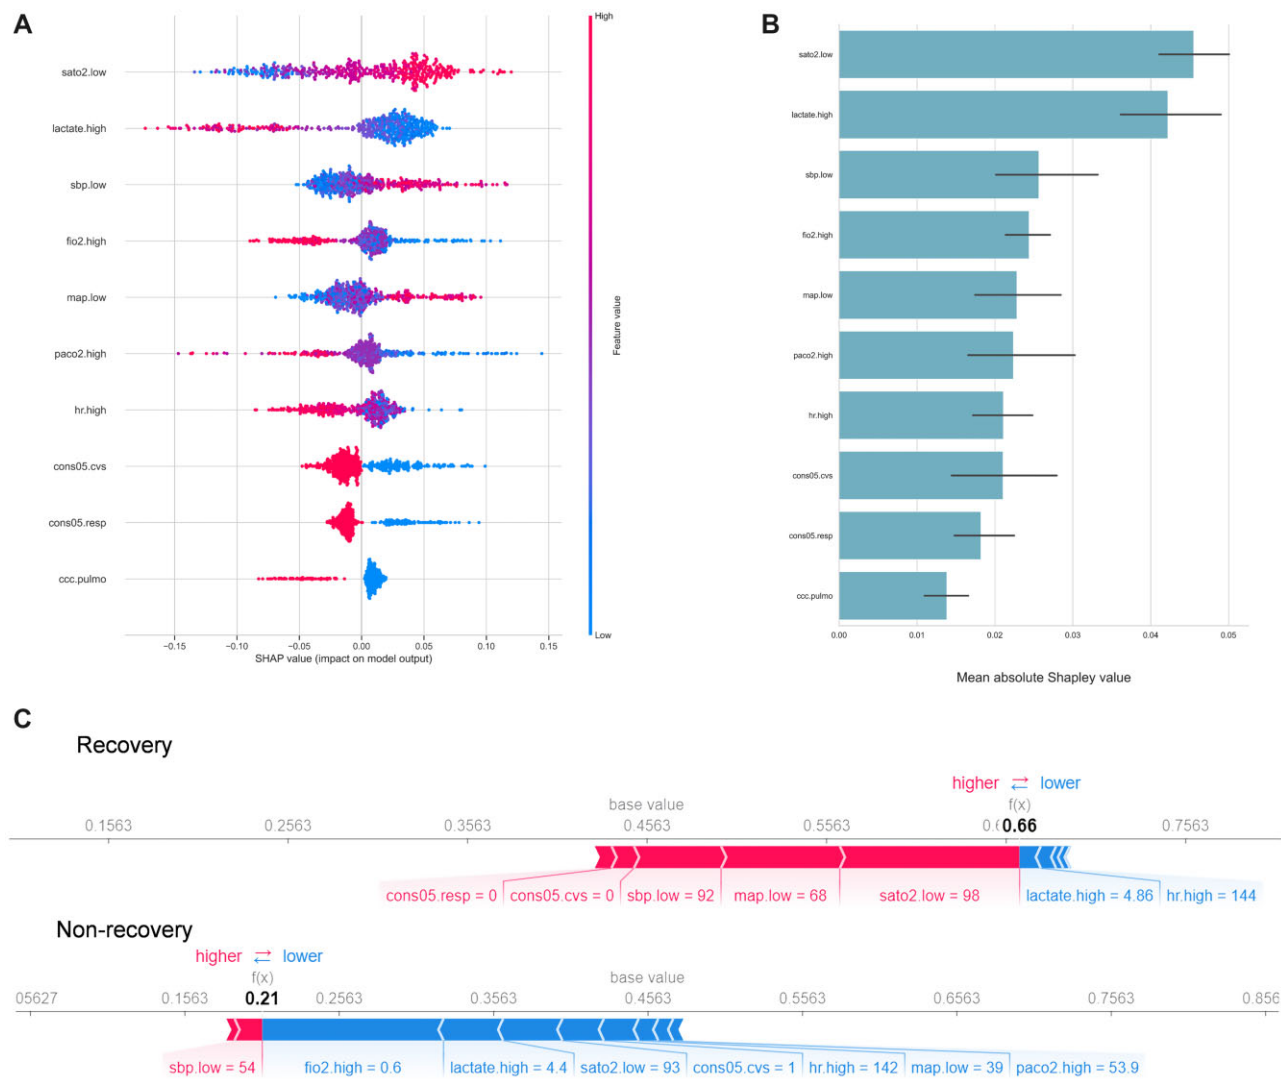 A
High
sato2.low
lactate.high
sbp.low
fio2.high
map.low
paco2.high
hr.high
cons05.cvs
cons05.resp
ccc.pulmo
Feature value
Low
−0.15 −0.10 −0.05 0.00 0.05 0.10 0.15
SHAP value (impact on model output)
B
sato2.low
lactate.high
sbp.low
fio2.high
map.low
paco2.high
hr.high
cons05.cvs
cons05.resp
ccc.pulmo
0.00 0.01 0.02 0.03 0.04 0.05
Mean absolute Shapley value
C
Recovery
higher ⇄ lower
base value f(x)
0.1563 0.2563 0.3563 0.4563 0.5563 0.66 0.7563
cons05.resp = 0 cons05.cvs = 0 sbp.low = 92 map.low = 68 sato2.low = 98 lactate.high = 4.86 hr.high = 144
Non-recovery
higher ⇄ lower
f(x) base value
05627 0.1563 0.21 0.2563 0.3563 0.4563 0.5563 0.6563 0.7563 0.856
sbp.low = 54 fio2.high = 0.6 lactate.high = 4.4 sato2.low = 93 cons05.cvs = 1 hr.high = 142 map.low = 39 paco2.high = 53.9